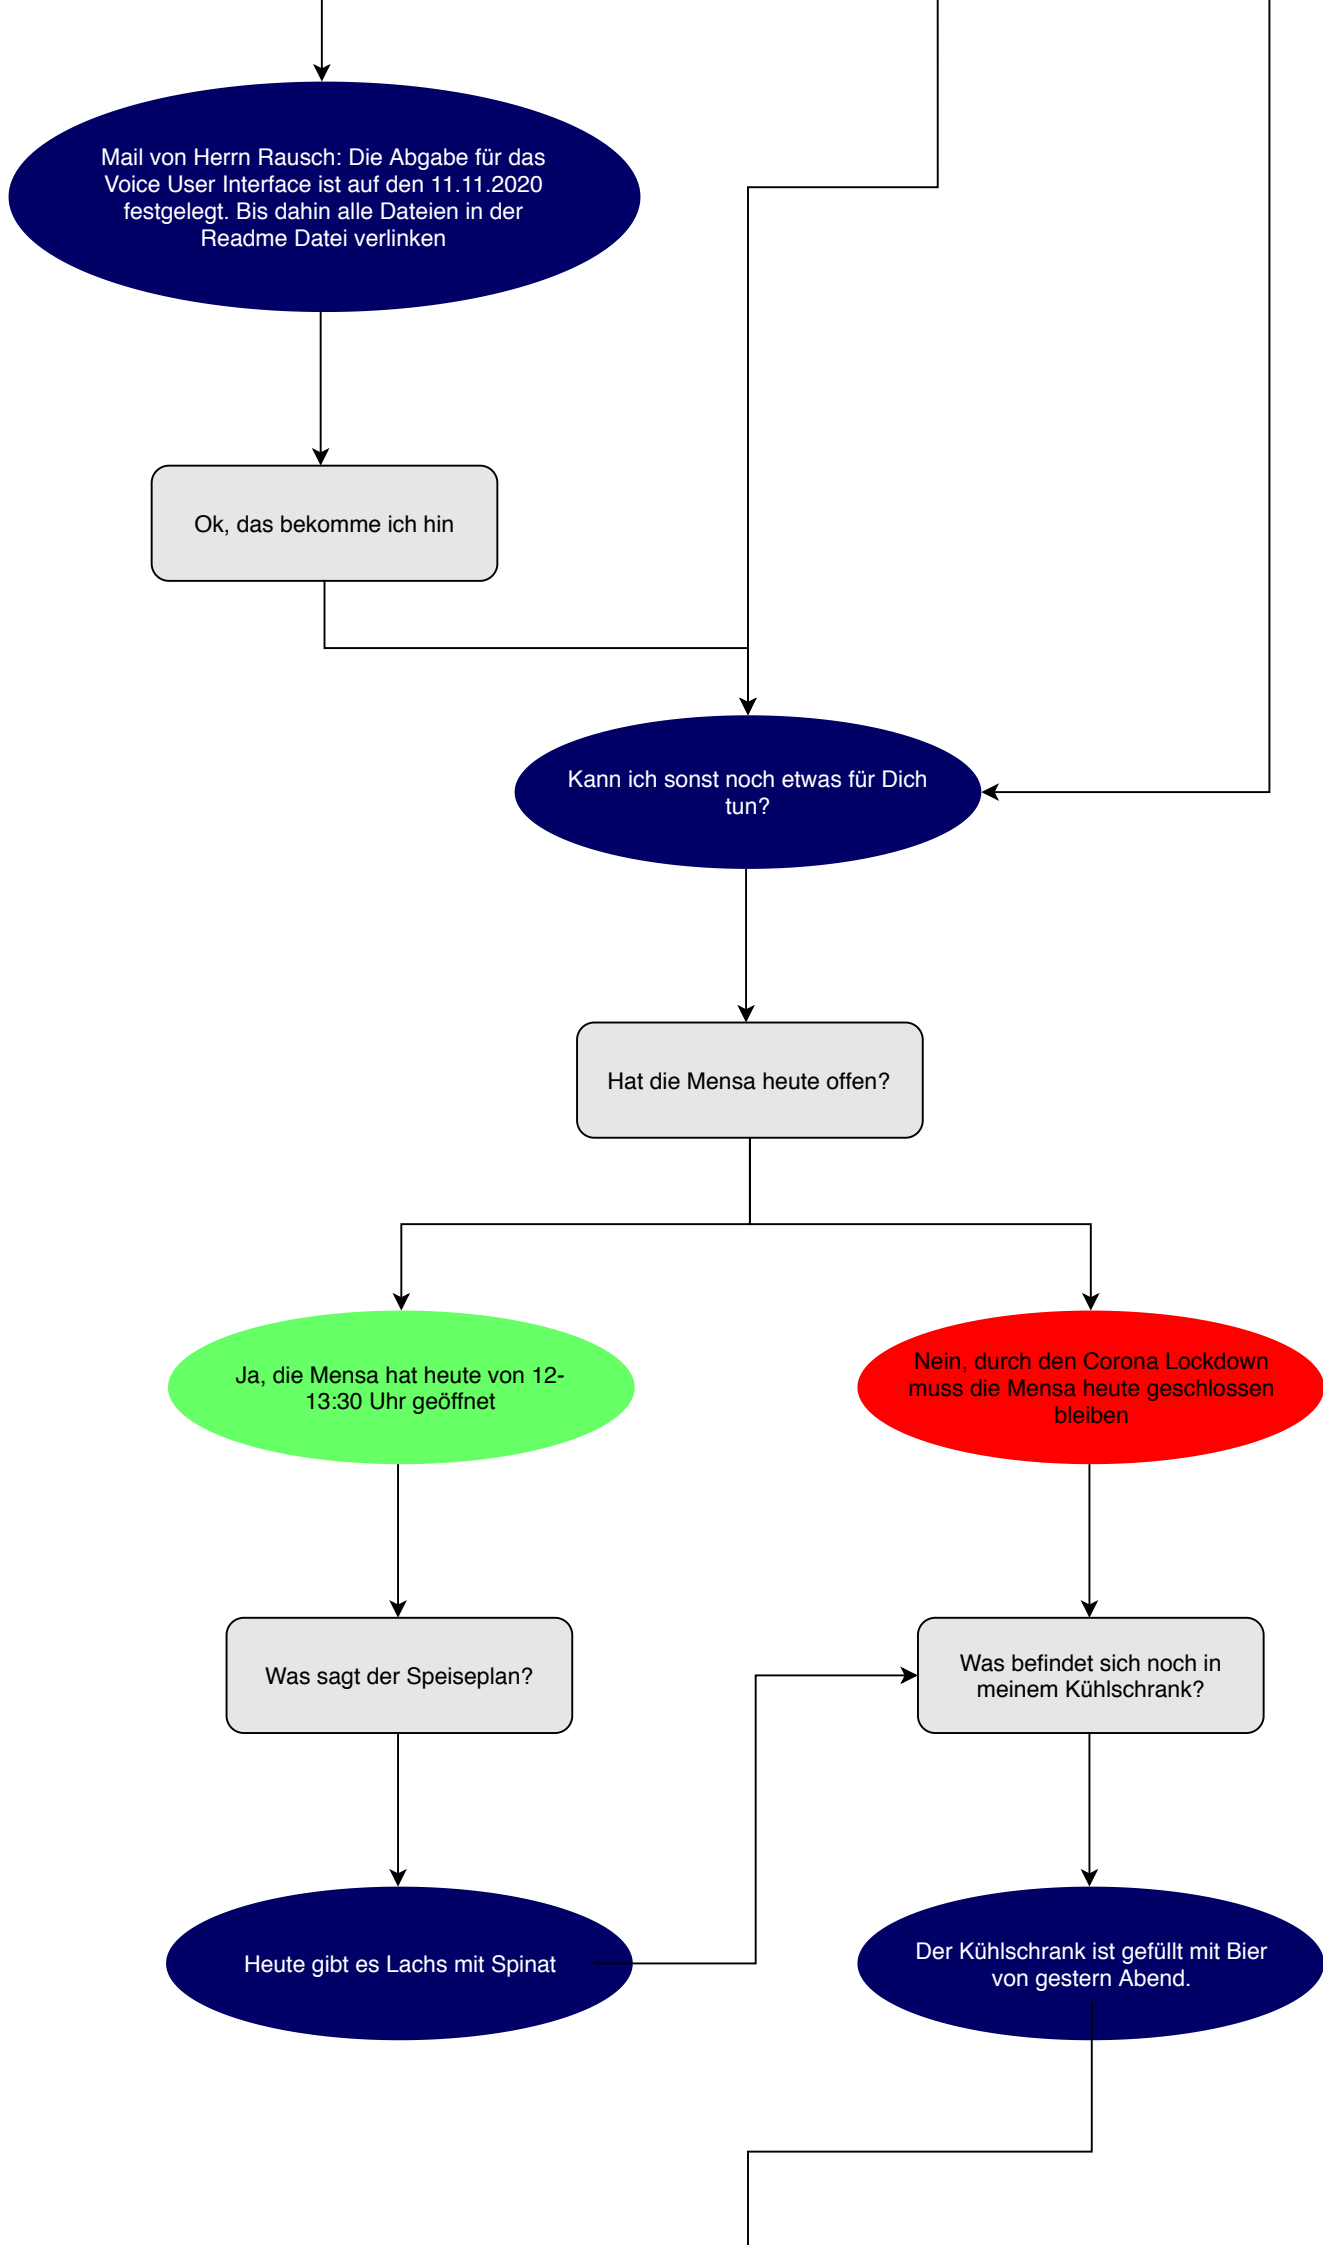 Mail von Herrn Rausch: Die Abgabe für das
Voice User Interface ist auf den 11.11.2020
festgelegt. Bis dahin alle Dateien in der
Readme Datei verlinken
Ok, das bekomme ich hin
Kann ich sonst noch etwas für Dich
tun?
Hat die Mensa heute offen?
Ja, die Mensa hat heute von 12-
13:30 Uhr geöffnet
Nein, durch den Corona Lockdown
muss die Mensa heute geschlossen
bleiben
Was sagt der Speiseplan?
Was befindet sich noch in
meinem Kühlschrank?
Heute gibt es Lachs mit Spinat
Der Kühlschrank ist gefüllt mit Bier
von gestern Abend.